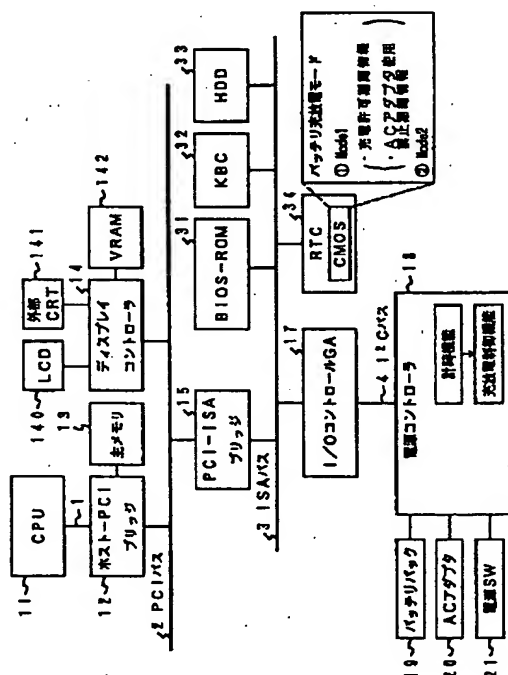 11
CPU
1
12
ホストーPCI
ブリッジ
13
主メモリ
140
LCD
141
外部
CRT
14
ディスプレイ
コントローラ
142
VRAM
2 PCIバス
15
PCI-ISA
ブリッジ
31
BIOS-ROM
32
KBC
33
HDD
3 ISAバス
17
I/OコントロールGA
34
RTC
CMOS
バッテリ充放電モード
① Mode1
・充電許可期間情報
・ACアダプタ使用
禁止期間情報
② Mode2
4 I²Cバス
18
電源コントローラ
計時機能
充放電制御機能
19
バッテリパック
20
ACアダプタ
21
電源SW